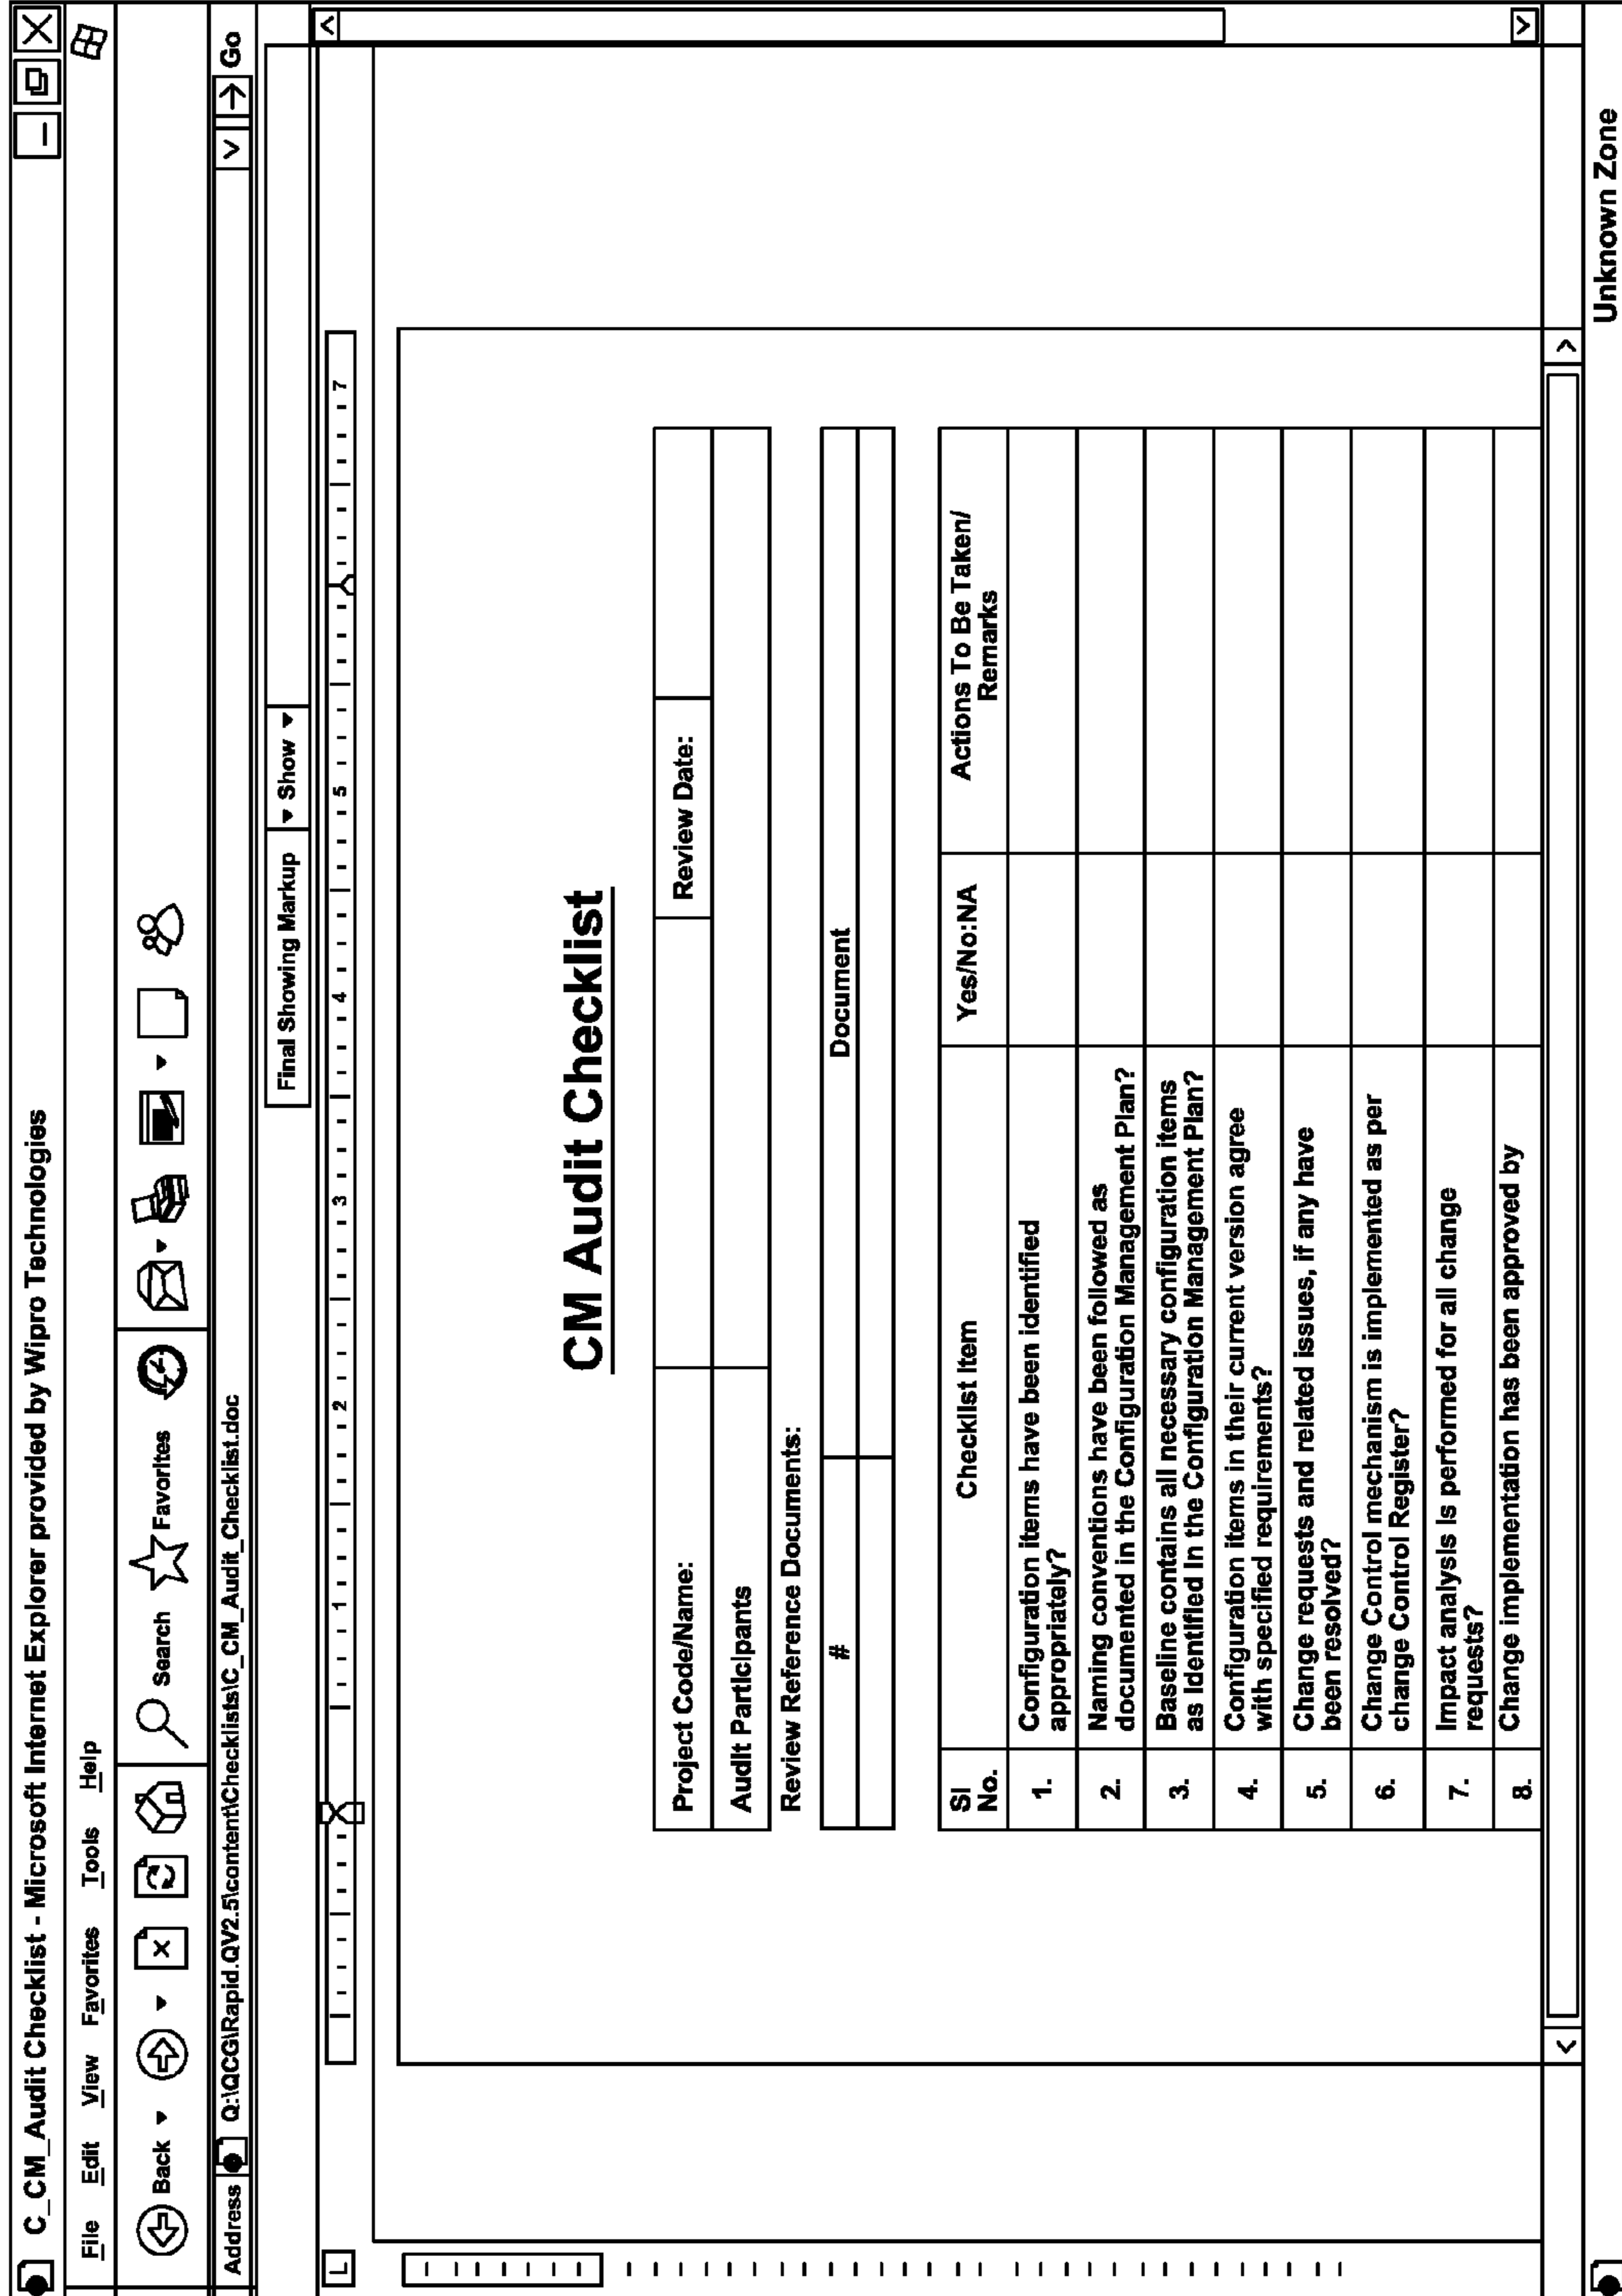 C_CM_Audit Checklist - Microsoft Internet Explorer provided by Wipro Technologies
File Edit View Favorites Tools Help
Back Search Favorites
Address Q:\QCG\Rapid.QV2.5\content\Checklists\C_CM_Audit_Checklist.doc Go
Final Showing Markup Show
L 1 2 3 4 5 7
CM Audit Checklist
Project Code/Name: Review Date:
Audit Participants
Review Reference Documents:
# Document
SI No. Checklist Item Yes/No:NA Actions To Be Taken/
Remarks
1. Configuration items have been identified
appropriately?
2. Naming conventions have been followed as
documented in the Configuration Management Plan?
3. Baseline contains all necessary configuration items
as identified in the Configuration Management Plan?
4. Configuration items in their current version agree
with specified requirements?
5. Change requests and related issues, if any have
been resolved?
6. Change Control mechanism is implemented as per
change Control Register?
7. Impact analysis is performed for all change
requests?
8. Change implementation has been approved by
Unknown Zone